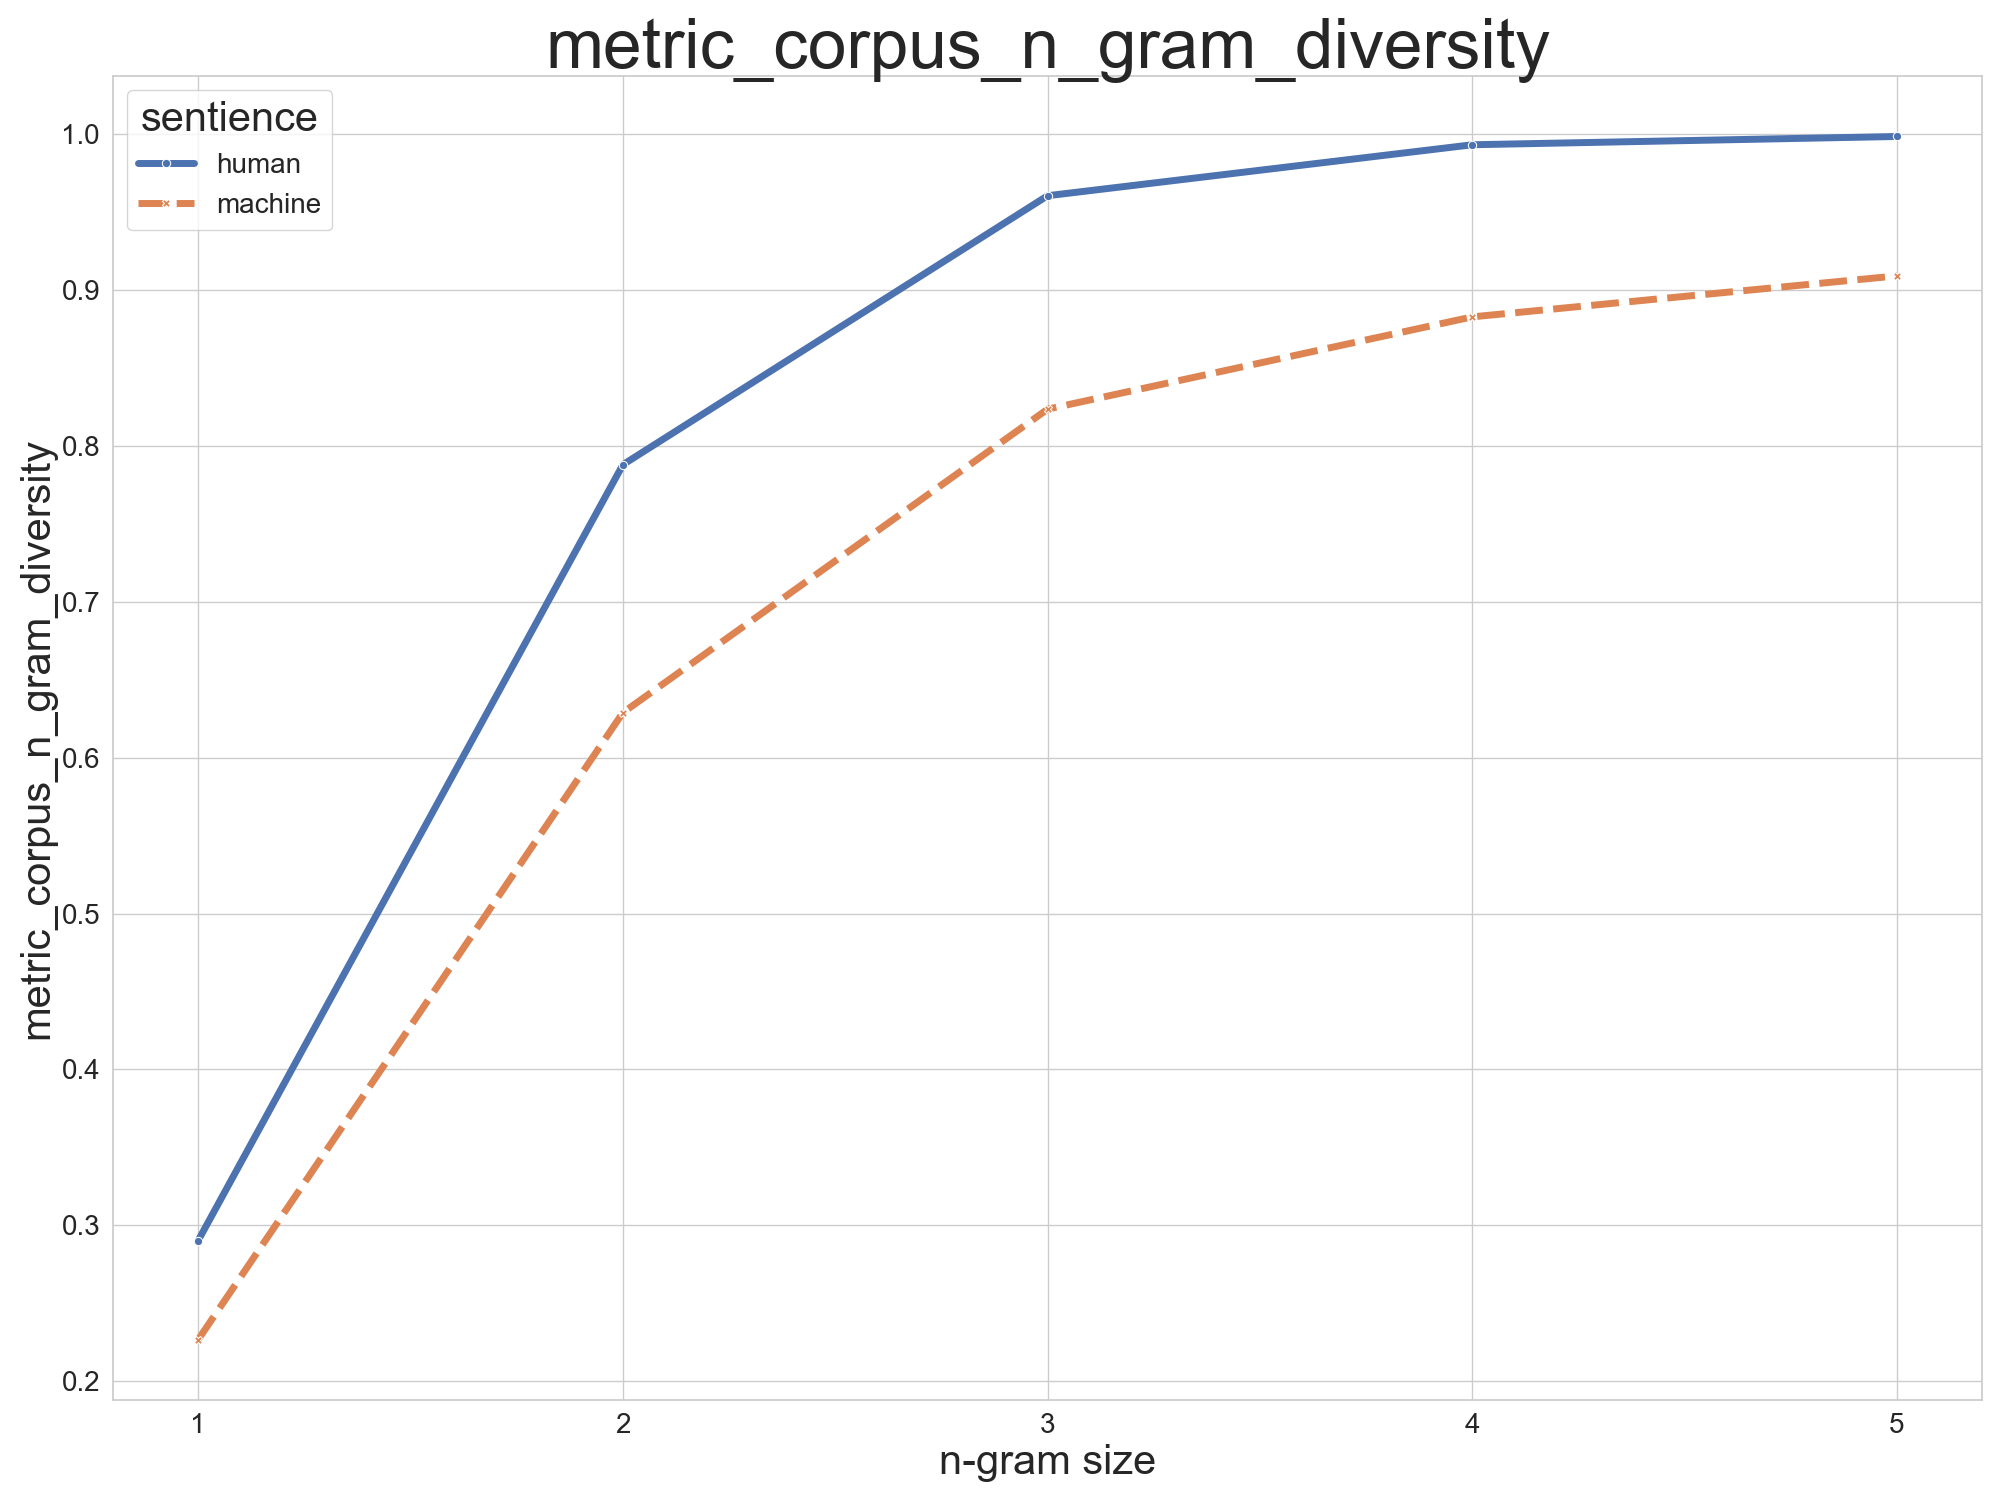 metric_corpus_n_gram_diversity
sentience
human
machine
1.0
0.9
0.8
0.7
0.6
0.5
0.4
0.3
0.2
metric_corpus_n_gram_diversity
1 2 3 4 5
n-gram size